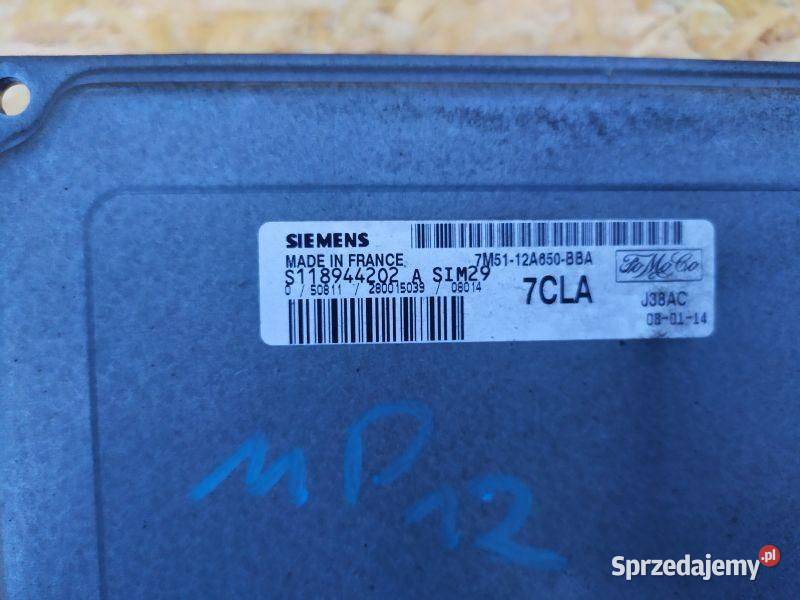 SIEMENS
MADE IN FRANCE 7M51-12A650-BBA
S118944202 A SIM29
0 / 50811 / 280015039 / 08014
7CLA
FoMoCo
J38AC
08-01-14
MP12
Sprzedajemy.pl